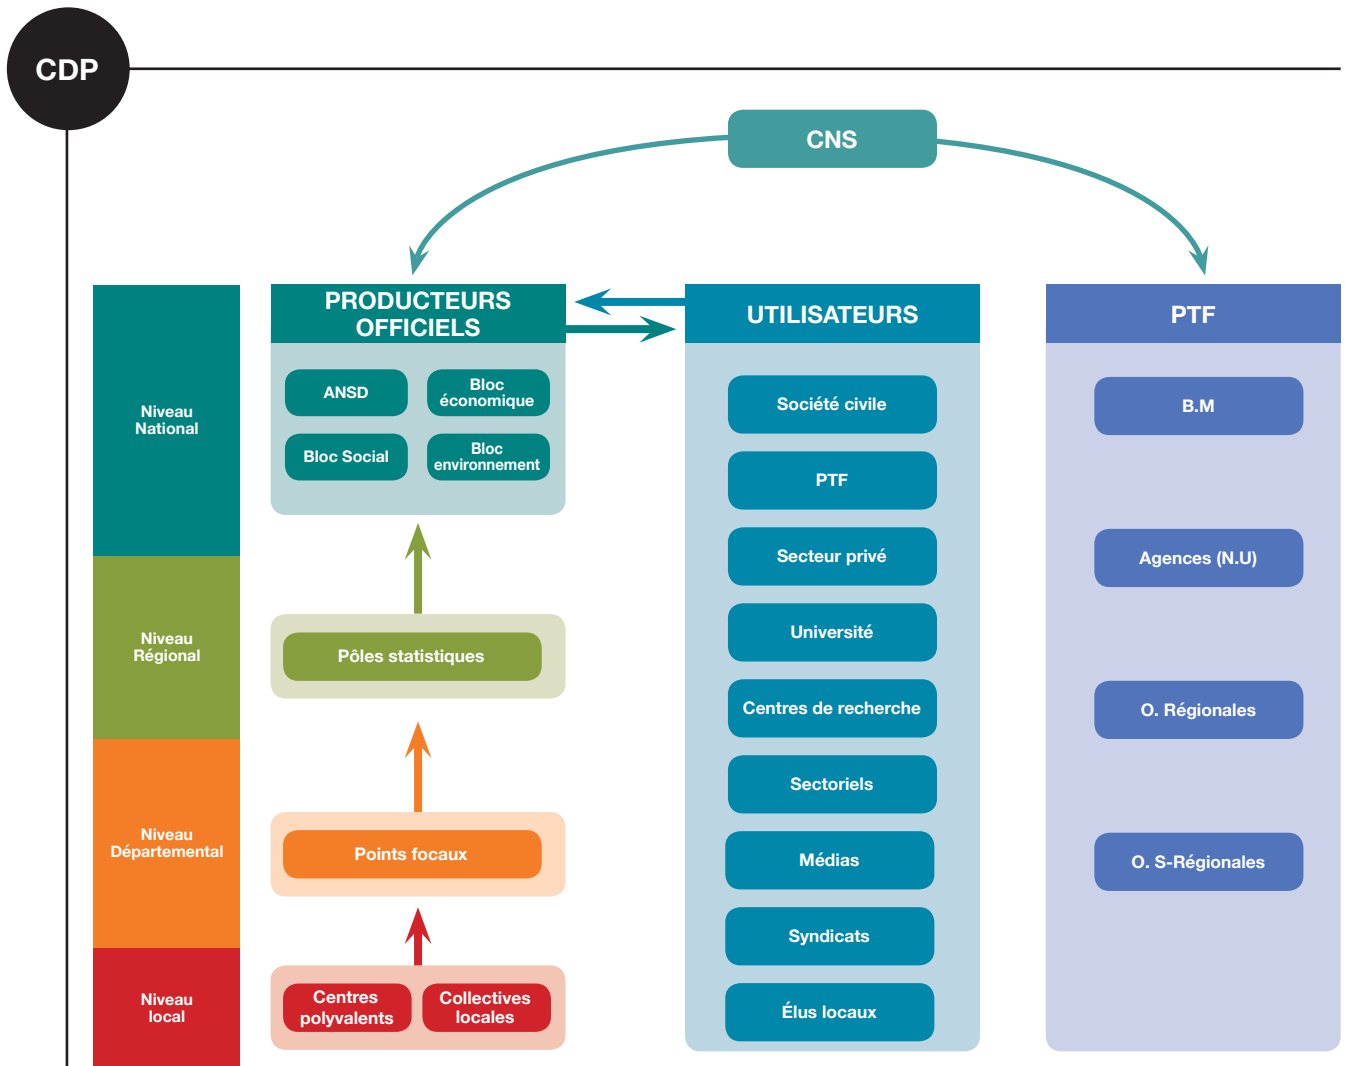 CDP
CNS
PRODUCTEURS
OFFICIELS
UTILISATEURS
PTF
Niveau
National
ANSD
Bloc
économique
Bloc Social
Bloc
environnement
Niveau
Régional
Pôles statistiques
Niveau
Départemental
Points focaux
Niveau
local
Centres
polyvalents
Collectives
locales
Société civile
PTF
Secteur privé
Université
Centres de recherche
Sectoriels
Médias
Syndicats
Élus locaux
B.M
Agences (N.U)
O. Régionales
O. S-Régionales